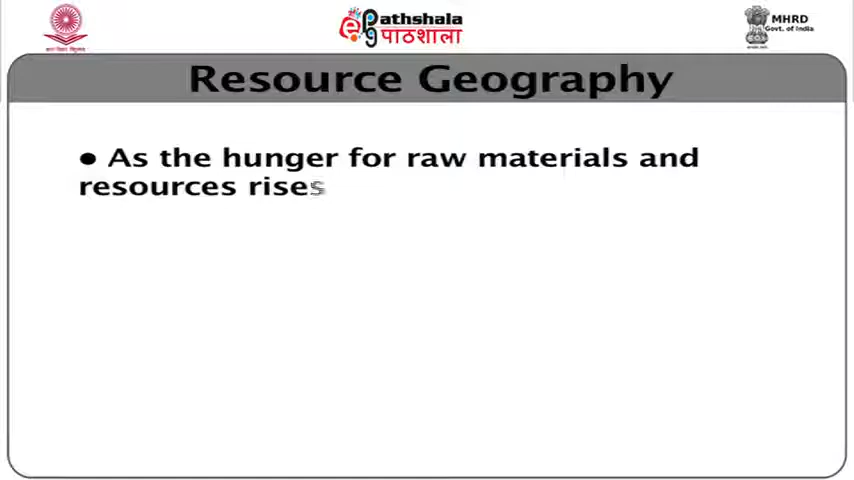 ePathshala
पाठशाला
MHRD
Govt. of India
Resource Geography
● As the hunger for raw materials and
resources rises